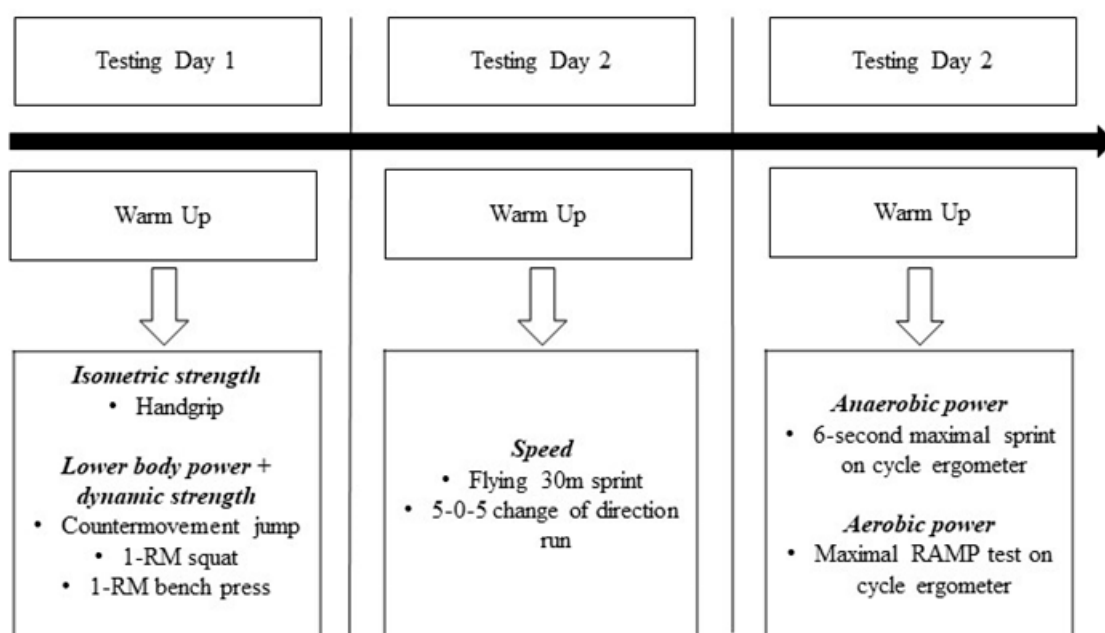 Testing Day 1
Testing Day 2
Testing Day 2
Warm Up
Warm Up
Warm Up
Isometric strength
• Handgrip
Lower body power +
dynamic strength
• Countermovement jump
• 1-RM squat
• 1-RM bench press
Speed
• Flying 30m sprint
• 5-0-5 change of direction
run
Anaerobic power
• 6-second maximal sprint
on cycle ergometer
Aerobic power
• Maximal RAMP test on
cycle ergometer